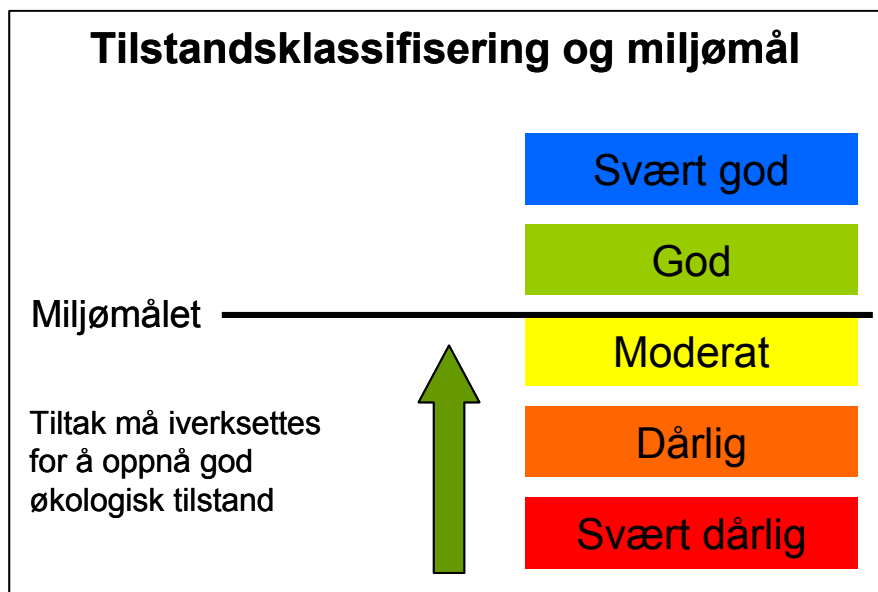 Tilstandsklassifisering og miljømål
Svært god
God
Miljømålet
Moderat
Tiltak må iverksettes
for å oppnå god
økologisk tilstand
Dårlig
Svært dårlig